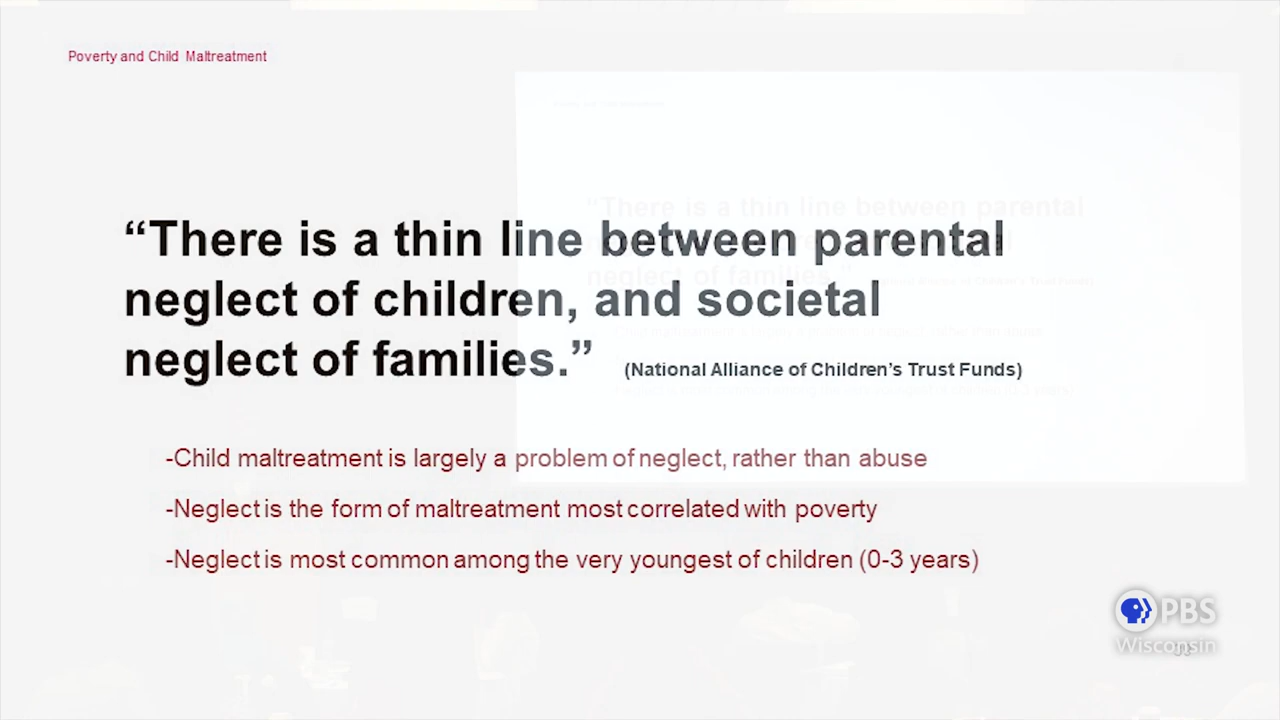 Poverty and Child Maltreatment
“There is a thin line between parental
neglect of children, and societal
neglect of families.” (National Alliance of Children’s Trust Funds)
-Child maltreatment is largely a problem of neglect, rather than abuse
-Neglect is the form of maltreatment most correlated with poverty
-Neglect is most common among the very youngest of children (0-3 years)
PBS
Wisconsin